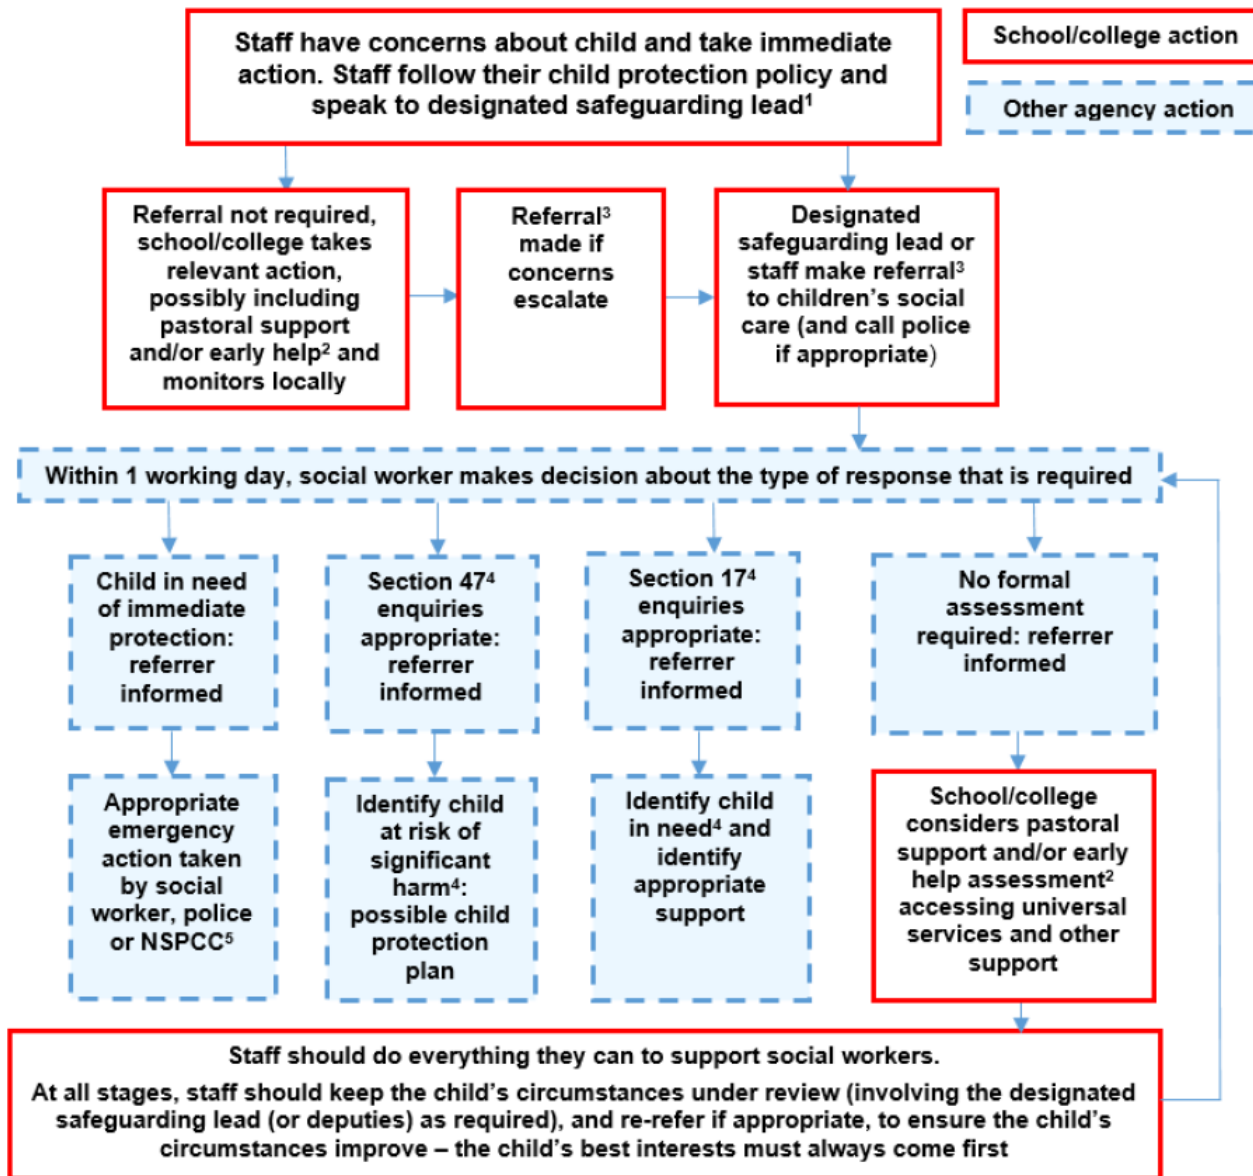 Staff have concerns about child and take immediate
action. Staff follow their child protection policy and
speak to designated safeguarding lead¹
School/college action
Other agency action
Referral not required,
school/college takes
relevant action,
possibly including
pastoral support
and/or early help² and
monitors locally
Referral³
made if
concerns
escalate
Designated
safeguarding lead or
staff make referral³
to children’s social
care (and call police
if appropriate)
Within 1 working day, social worker makes decision about the type of response that is required
Child in need
of immediate
protection:
referrer
informed
Section 47⁴
enquiries
appropriate:
referrer
informed
Section 17⁴
enquiries
appropriate:
referrer
informed
No formal
assessment
required: referrer
informed
Appropriate
emergency
action taken
by social
worker, police
or NSPCC⁵
Identify child
at risk of
significant
harm⁴:
possible child
protection
plan
Identify child
in need⁴ and
identify
appropriate
support
School/college
considers pastoral
support and/or early
help assessment²
accessing universal
services and other
support
Staff should do everything they can to support social workers.
At all stages, staff should keep the child’s circumstances under review (involving the designated
safeguarding lead (or deputies) as required), and re-refer if appropriate, to ensure the child’s
circumstances improve – the child’s best interests must always come first